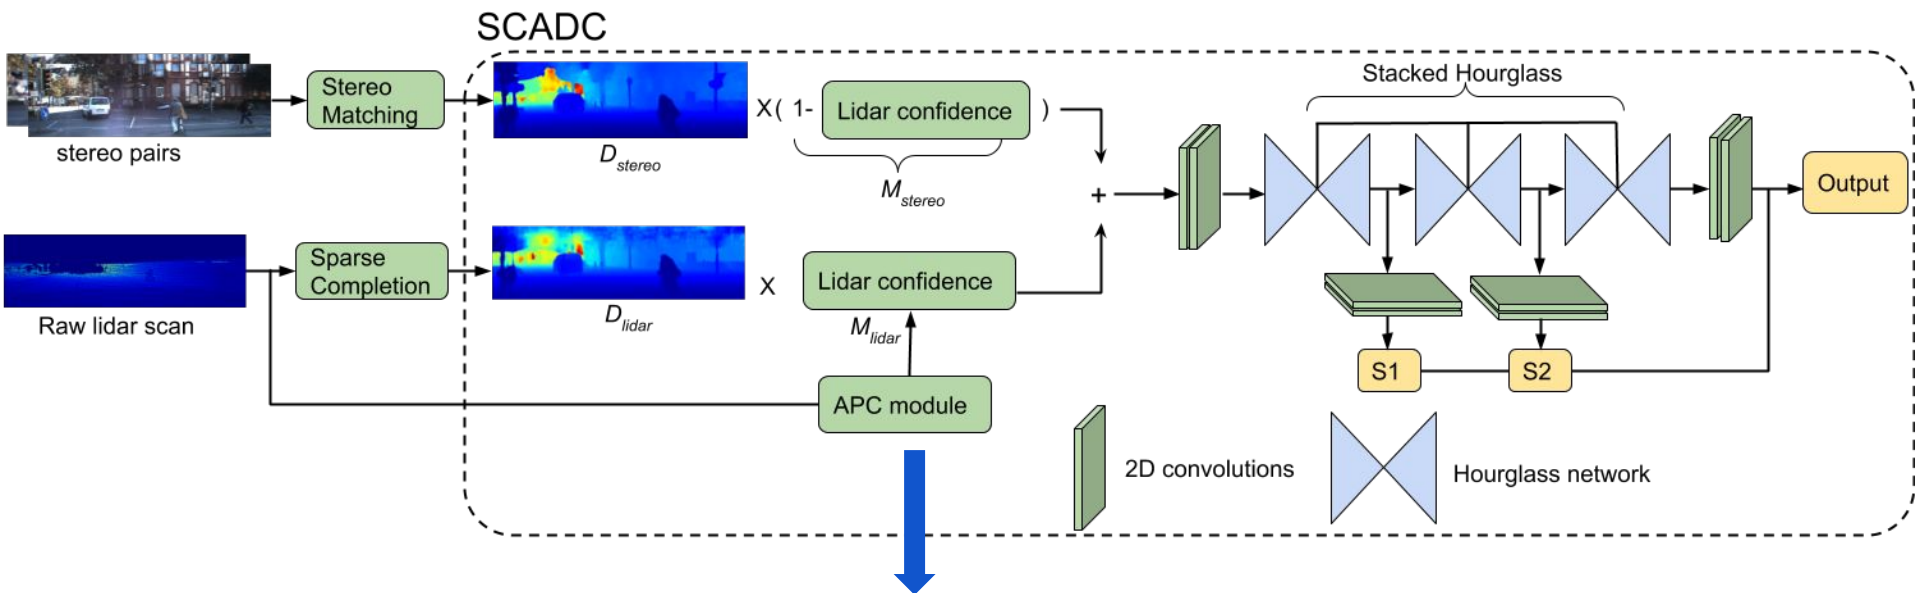 SCADC
Stereo
Matching
stereo pairs
D stereo
X ( 1- Lidar confidence )
M stereo
Stacked Hourglass
+
Output
Raw lidar scan
Sparse
Completion
D lidar
X
Lidar confidence
M lidar
APC module
S1
S2
2D convolutions
Hourglass network